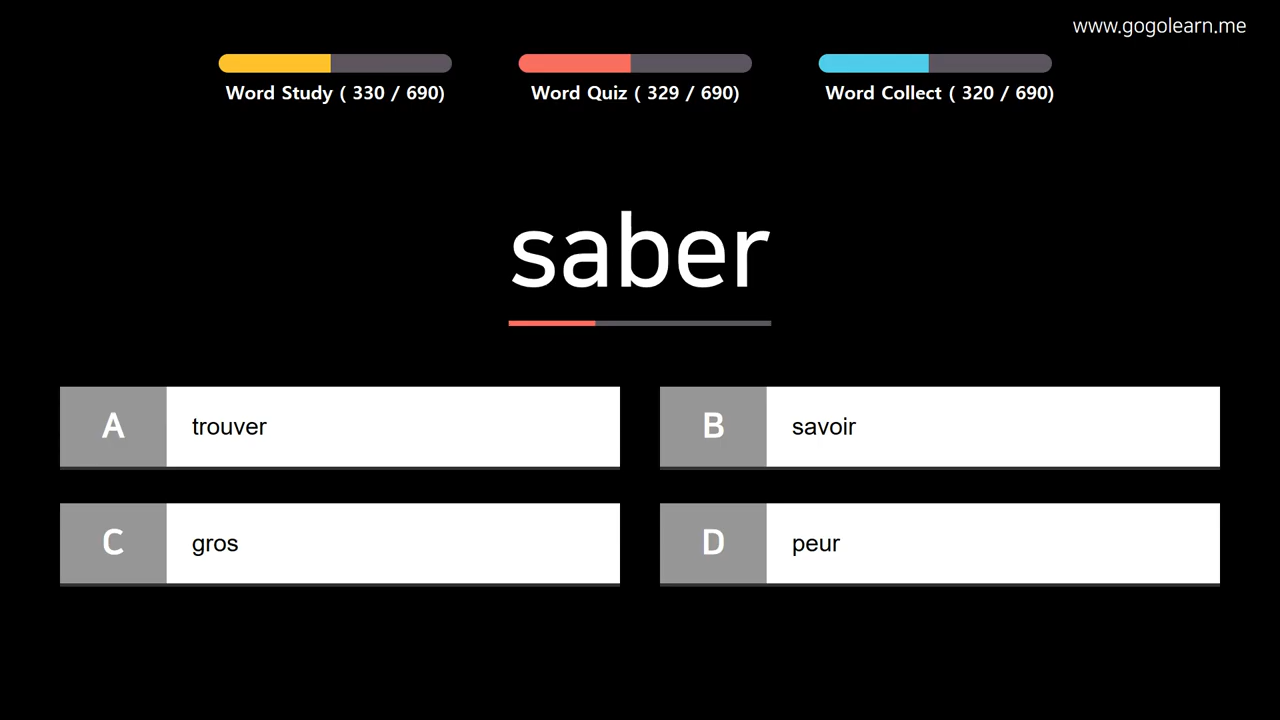 www.gogolearn.me
Word Study ( 330 / 690)
Word Quiz ( 329 / 690)
Word Collect ( 320 / 690)
saber
A trouver
B savoir
C gros
D peur